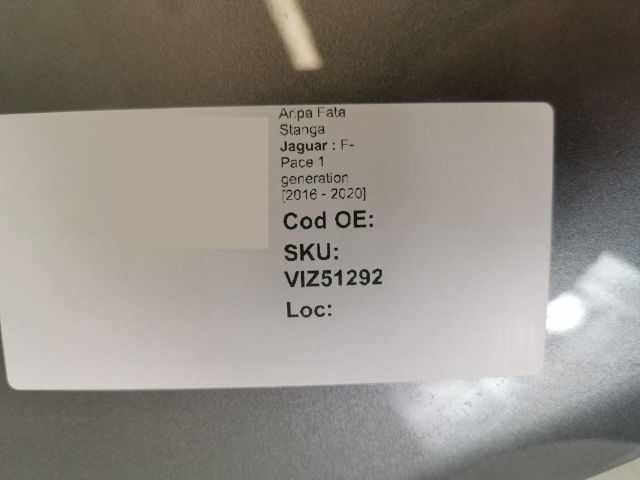 Aripa Fata
Stanga
Jaguar : F-
Pace 1
generation
[2016 - 2020]
Cod OE:
SKU:
VIZ51292
Loc: